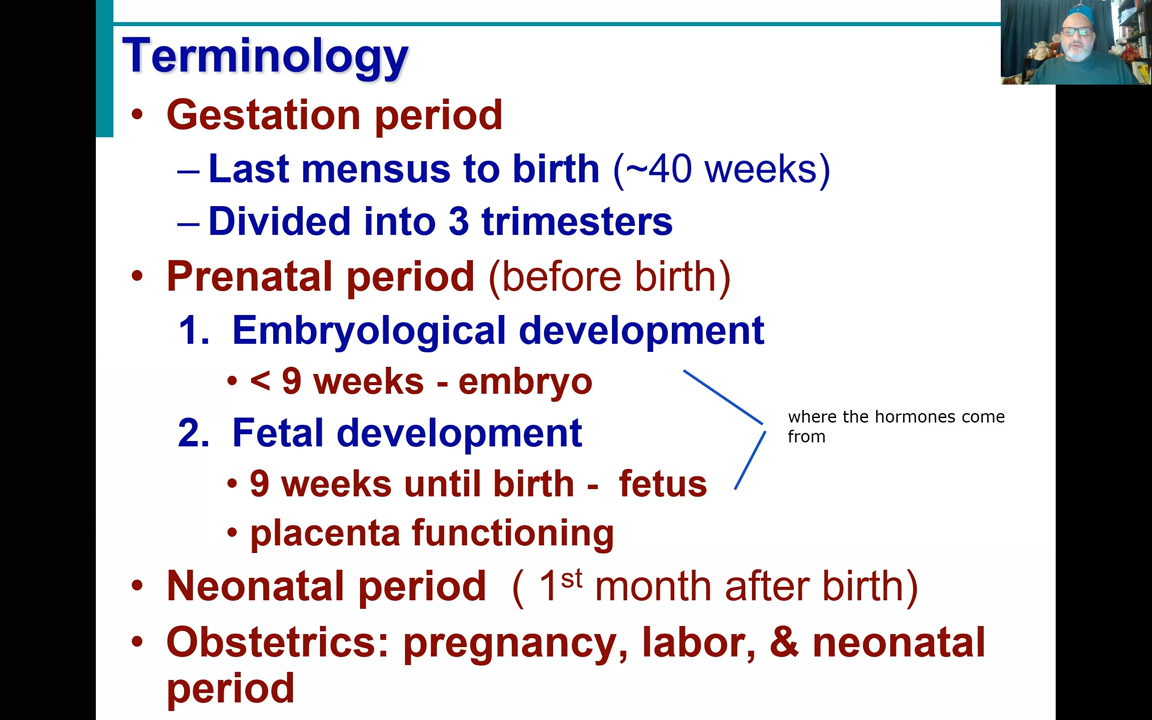 Terminology
• Gestation period
– Last mensus to birth (~40 weeks)
– Divided into 3 trimesters
• Prenatal period (before birth)
1. Embryological development
• < 9 weeks - embryo
where the hormones come
from
2. Fetal development
• 9 weeks until birth - fetus
• placenta functioning
• Neonatal period ( 1st month after birth)
• Obstetrics: pregnancy, labor, & neonatal
period